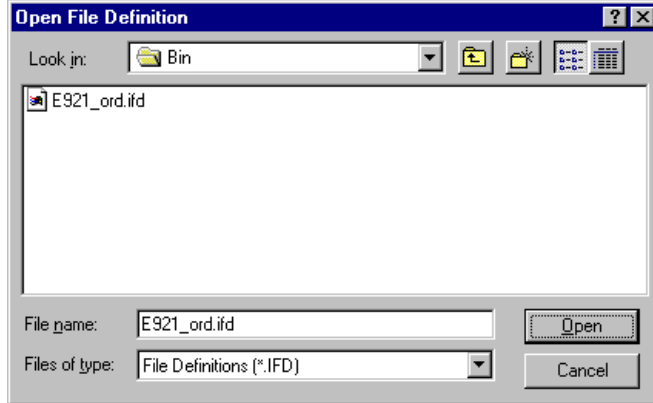 Open File Definition
Look in: Bin
E921_ord.ifd
File name: E921_ord.ifd Open
Files of type: File Definitions (*.IFD) Cancel